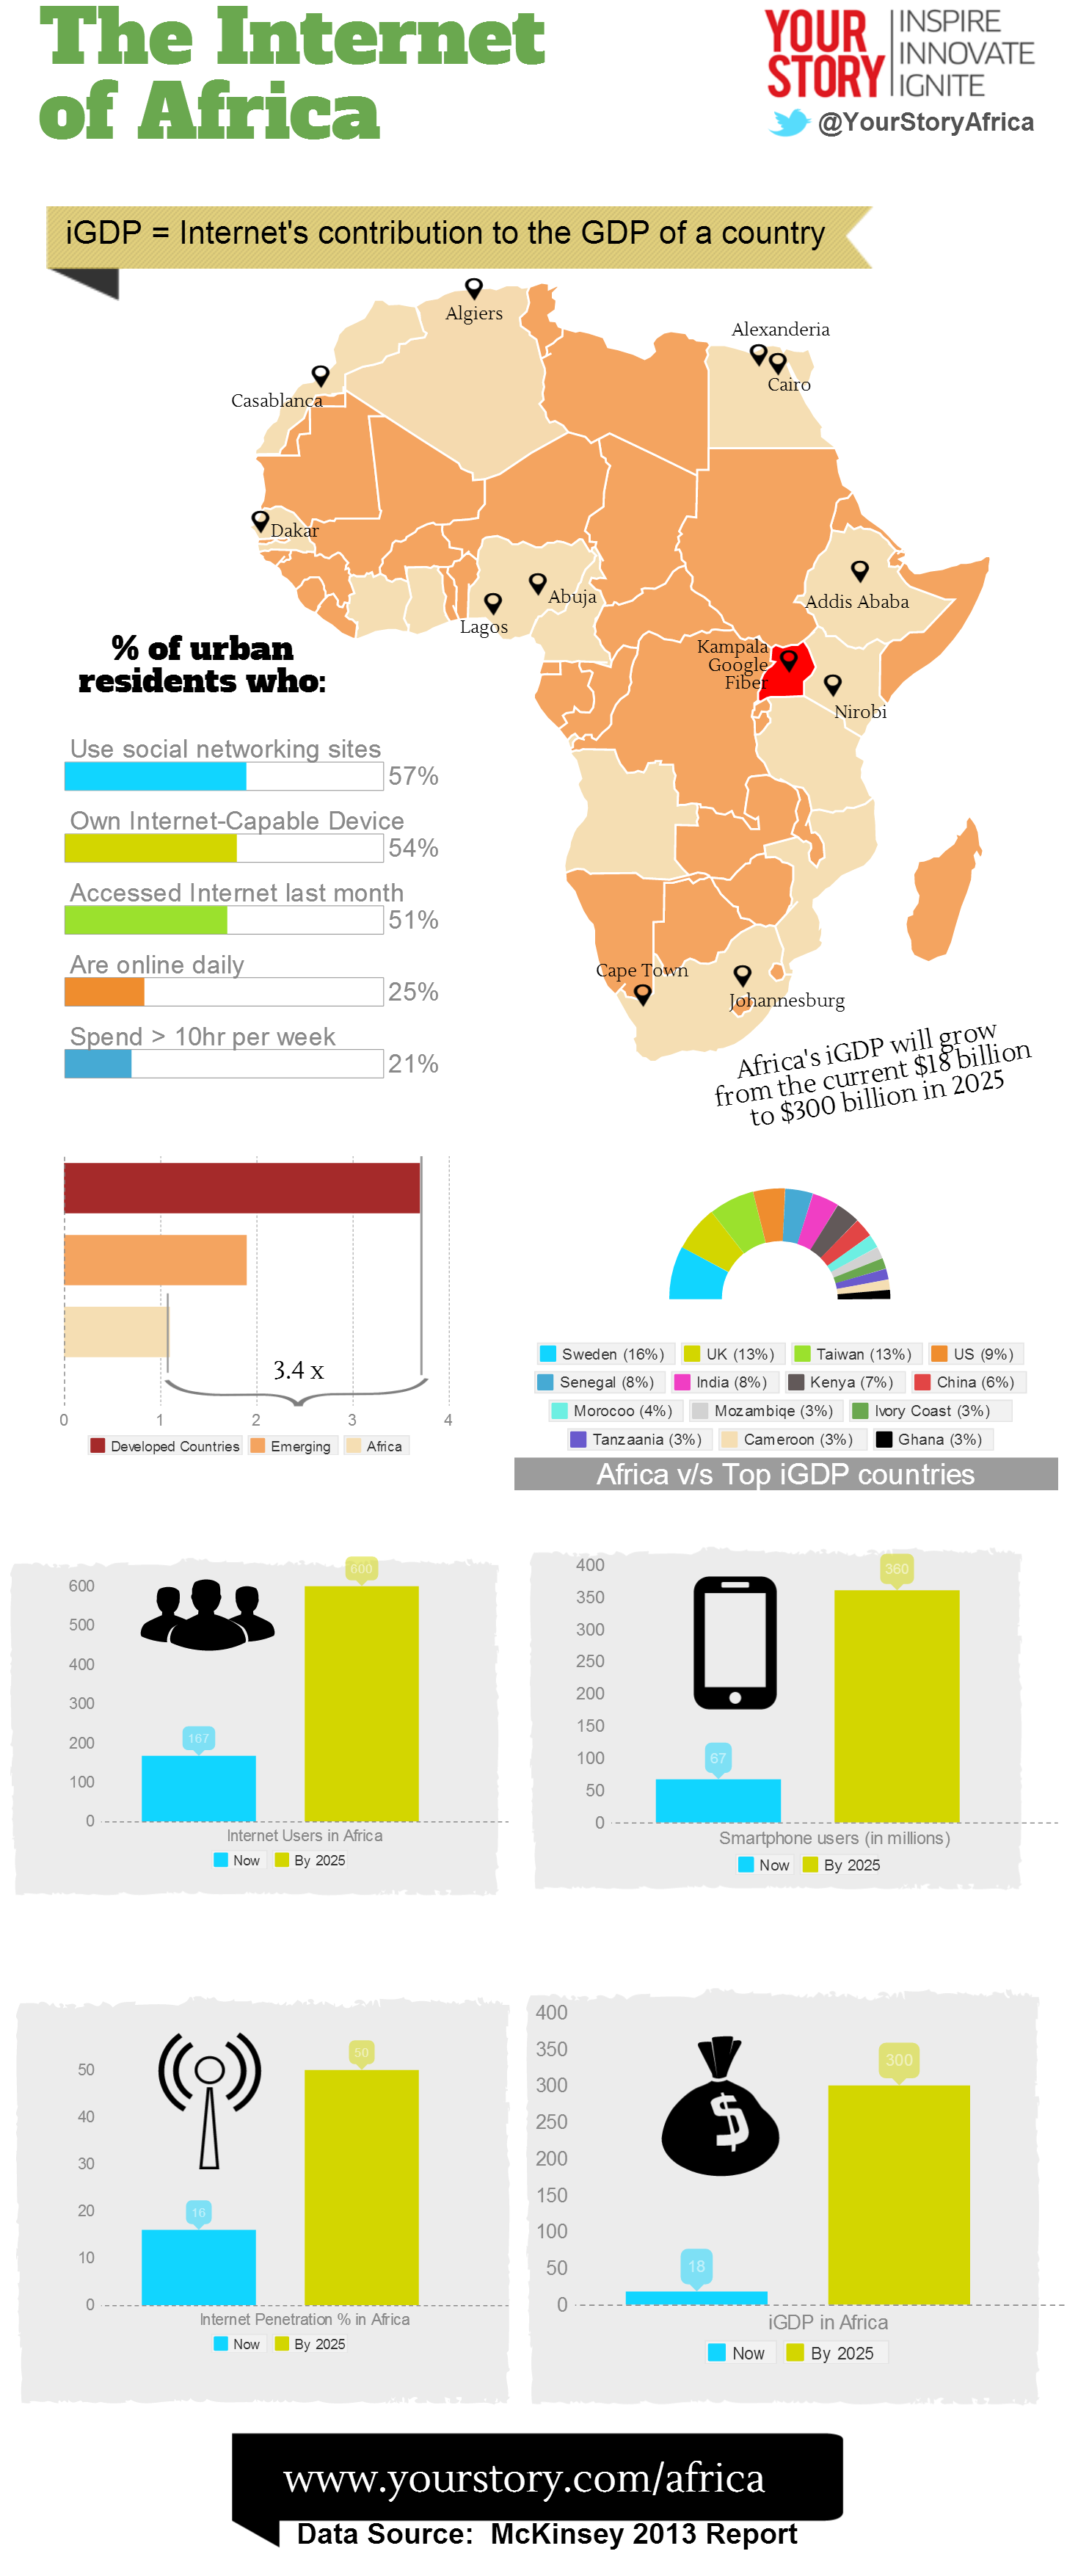 The Internet
of Africa
YOUR
STORY
INSPIRE
INNOVATE
IGNITE
@YourStoryAfrica
iGDP = Internet's contribution to the GDP of a country
Algiers
Alexanderia
Cairo
Casablanca
Dakar
Abuja
Lagos
Addis Ababa
Kampala
Google
Fiber
Nirobi
Cape Town
Johannesburg
% of urban
residents who:
Use social networking sites
57%
Own Internet-Capable Device
54%
Accessed Internet last month
51%
Are online daily
25%
Spend > 10hr per week
21%
Africa's iGDP will grow
from the current $18 billion
to $300 billion in 2025
3.4 x
0 1 2 3 4
Developed Countries Emerging Africa
Sweden (16%) UK (13%) Taiwan (13%) US (9%)
Senegal (8%) India (8%) Kenya (7%) China (6%)
Morocoo (4%) Mozambiqe (3%) Ivory Coast (3%)
Tanzaania (3%) Cameroon (3%) Ghana (3%)
Africa v/s Top iGDP countries
600
500
400
300
200
100
0
167
600
Internet Users in Africa
Now By 2025
400
350
300
250
200
150
100
50
0
67
360
Smartphone users (in millions)
Now By 2025
50
40
30
20
10
0
16
50
Internet Penetration % in Africa
Now By 2025
400
350
300
250
200
150
100
50
0
$
18
300
iGDP in Africa
Now By 2025
www.yourstory.com/africa
Data Source: McKinsey 2013 Report